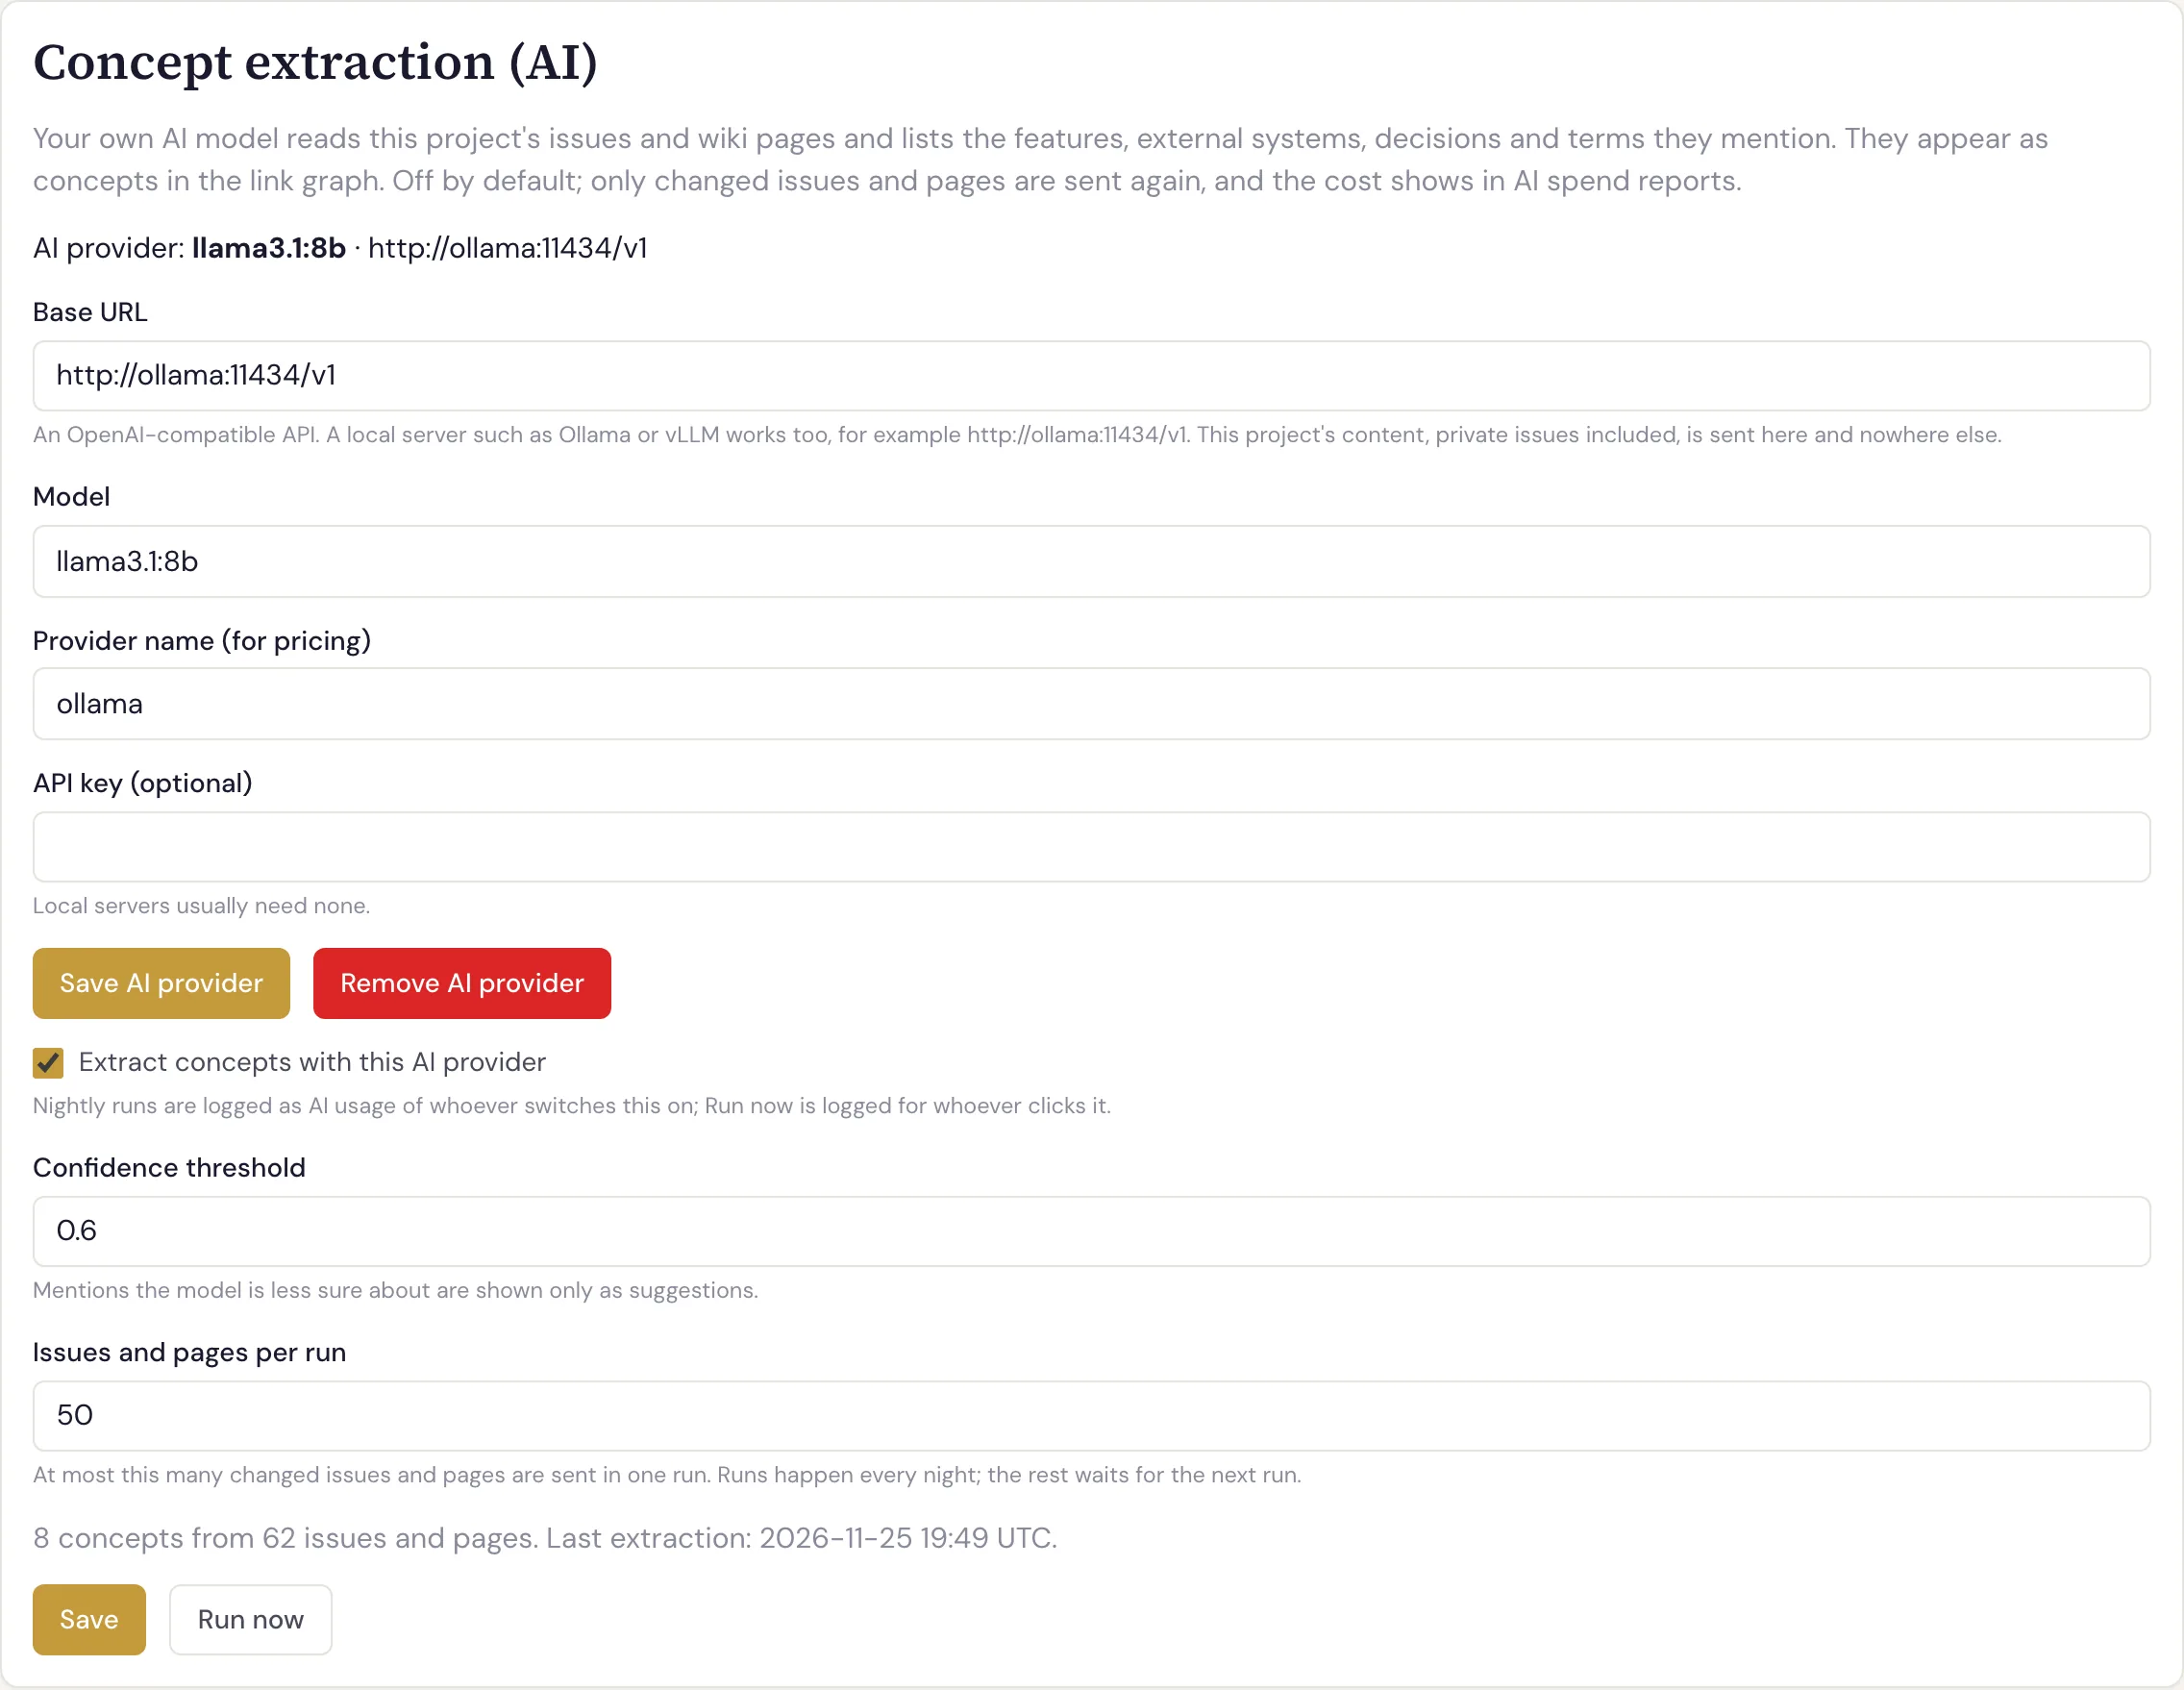 Concept extraction (AI)
Your own AI model reads this project's issues and wiki pages and lists the features, external systems, decisions and terms they mention. They appear as
concepts in the link graph. Off by default; only changed issues and pages are sent again, and the cost shows in AI spend reports.
AI provider: llama3.1:8b · http://ollama:11434/v1
Base URL
http://ollama:11434/v1
An OpenAI-compatible API. A local server such as Ollama or vLLM works too, for example http://ollama:11434/v1. This project's content, private issues included, is sent here and nowhere else.
Model
llama3.1:8b
Provider name (for pricing)
ollama
API key (optional)
Local servers usually need none.
Save AI provider Remove AI provider
Extract concepts with this AI provider
Nightly runs are logged as AI usage of whoever switches this on; Run now is logged for whoever clicks it.
Confidence threshold
0.6
Mentions the model is less sure about are shown only as suggestions.
Issues and pages per run
50
At most this many changed issues and pages are sent in one run. Runs happen every night; the rest waits for the next run.
8 concepts from 62 issues and pages. Last extraction: 2026-11-25 19:49 UTC.
Save Run now